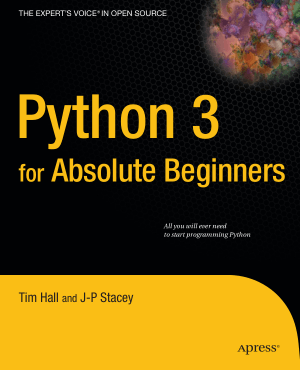 THE EXPERT'S VOICE® IN OPEN SOURCE
Python 3
for Absolute Beginners
All you will ever need
to start programming Python
Tim Hall and J-P Stacey
Apress®